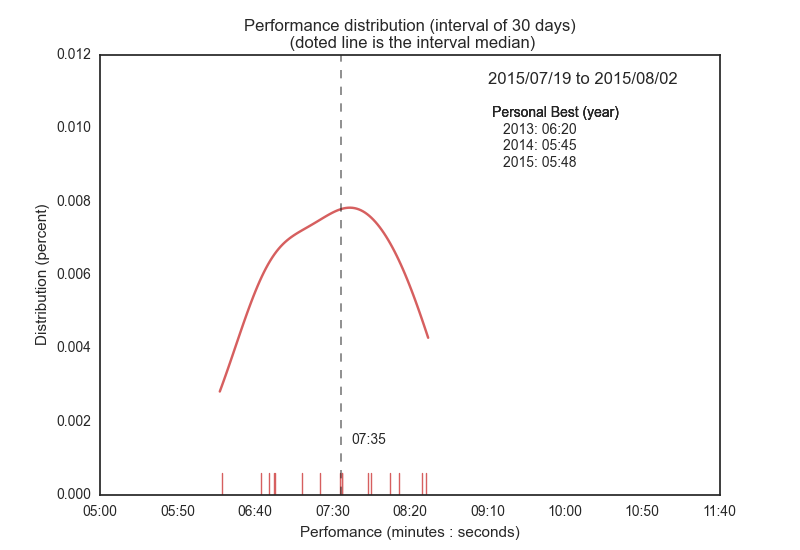 Performance distribution (interval of 30 days)
(doted line is the interval median)
2015/07/19 to 2015/08/02
Personal Best (year)
2013: 06:20
2014: 05:45
2015: 05:48
0.012
0.010
0.008
0.006
0.004
0.002
0.000
Distribution (percent)
07:35
05:00 05:50 06:40 07:30 08:20 09:10 10:00 10:50 11:40
Perfomance (minutes : seconds)